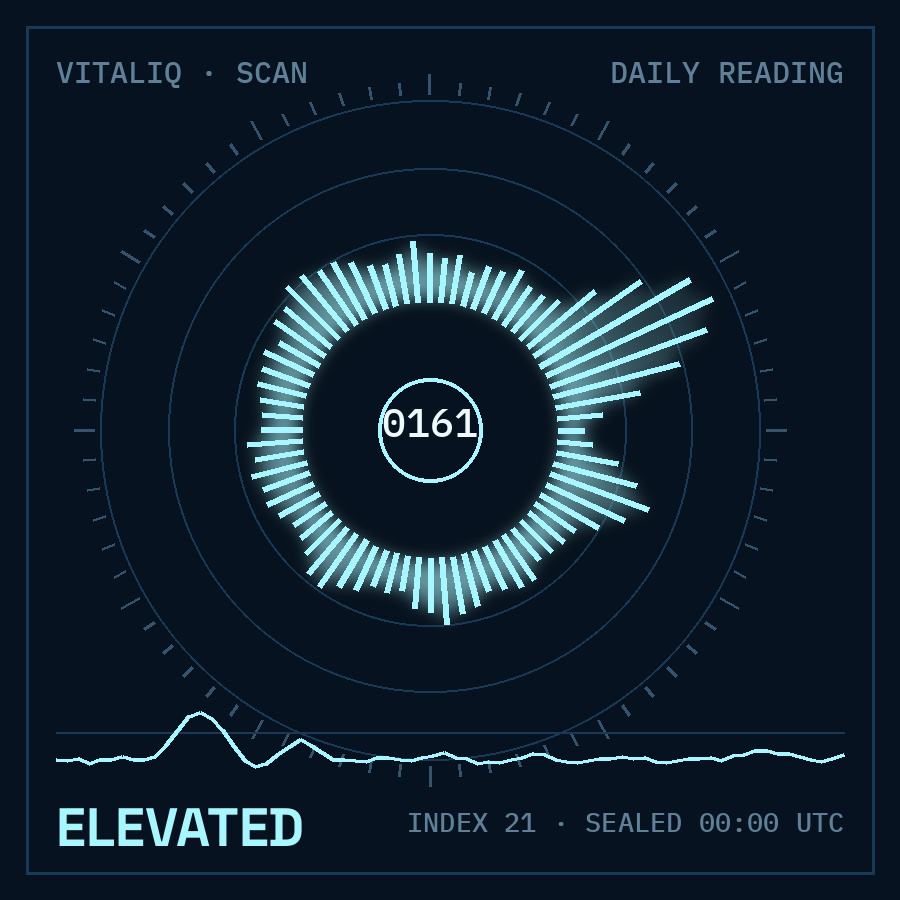 VITALIQ · SCAN
DAILY READING
0161
ELEVATED
INDEX 21 · SEALED 00:00 UTC